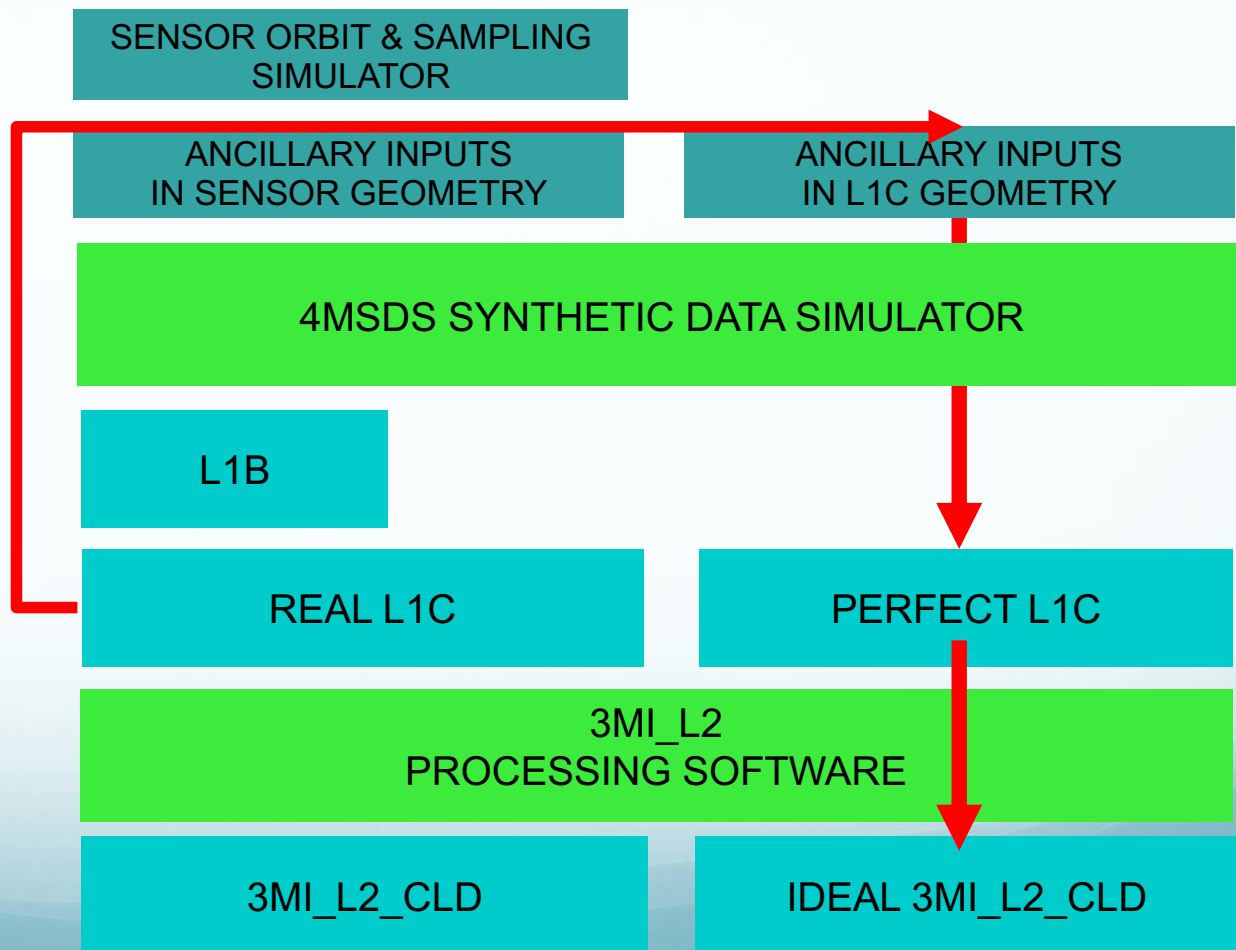 SENSOR ORBIT & SAMPLING
SIMULATOR
ANCILLARY INPUTS
IN SENSOR GEOMETRY
ANCILLARY INPUTS
IN L1C GEOMETRY
4MSDS SYNTHETIC DATA SIMULATOR
L1B
REAL L1C
PERFECT L1C
3MI_L2
PROCESSING SOFTWARE
3MI_L2_CLD
IDEAL 3MI_L2_CLD